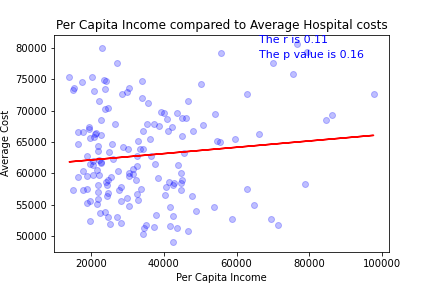 Per Capita Income compared to Average Hospital costs
The r is 0.11
The p value is 0.16
80000
75000
70000
65000
60000
55000
50000
Average Cost
20000 40000 60000 80000 100000
Per Capita Income